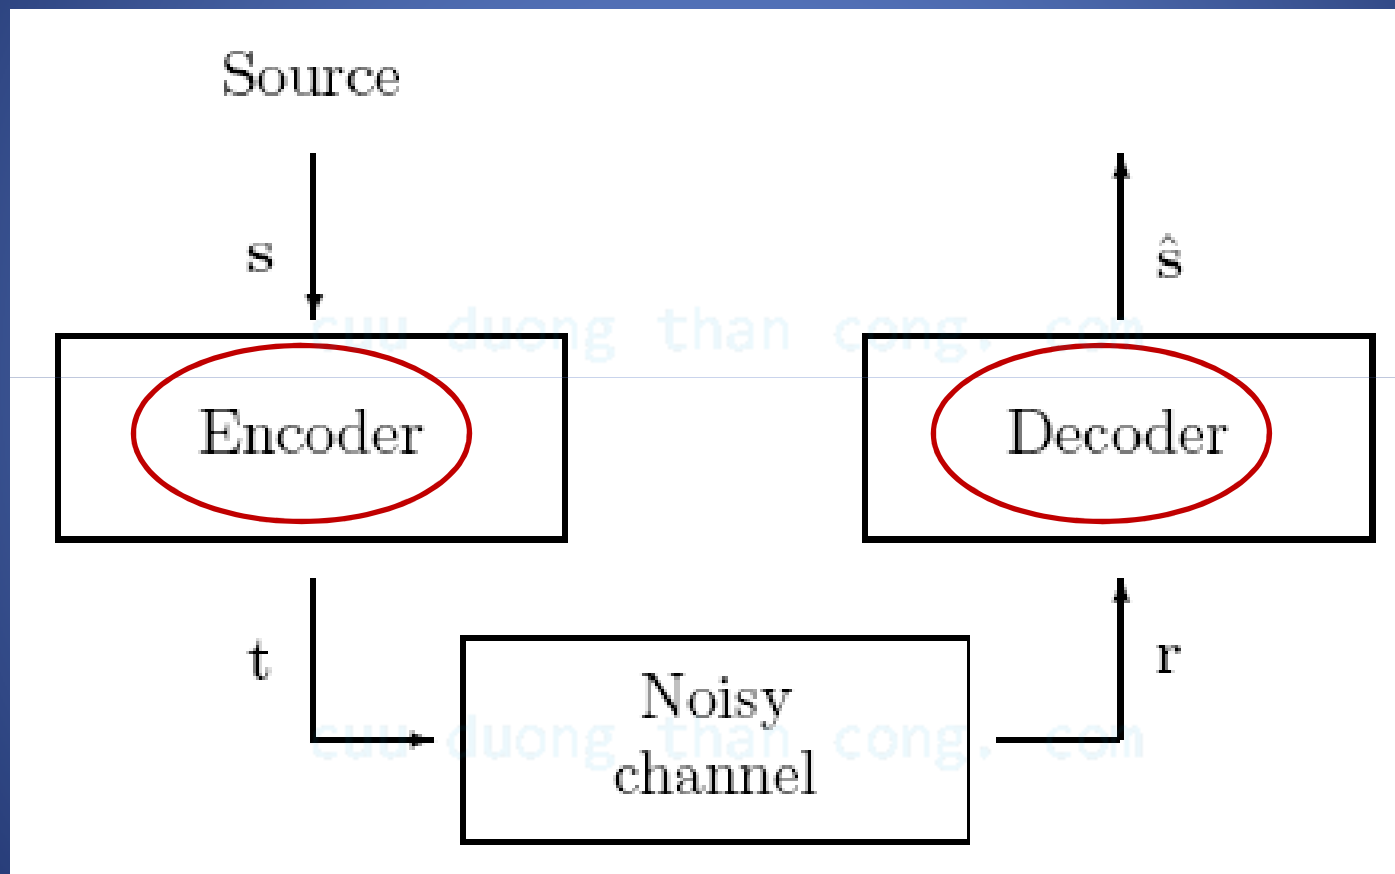 Source
s
ŝ
cuu duong than cong. com
Encoder
Decoder
t
r
Noisy
channel
cuu duong than cong. com